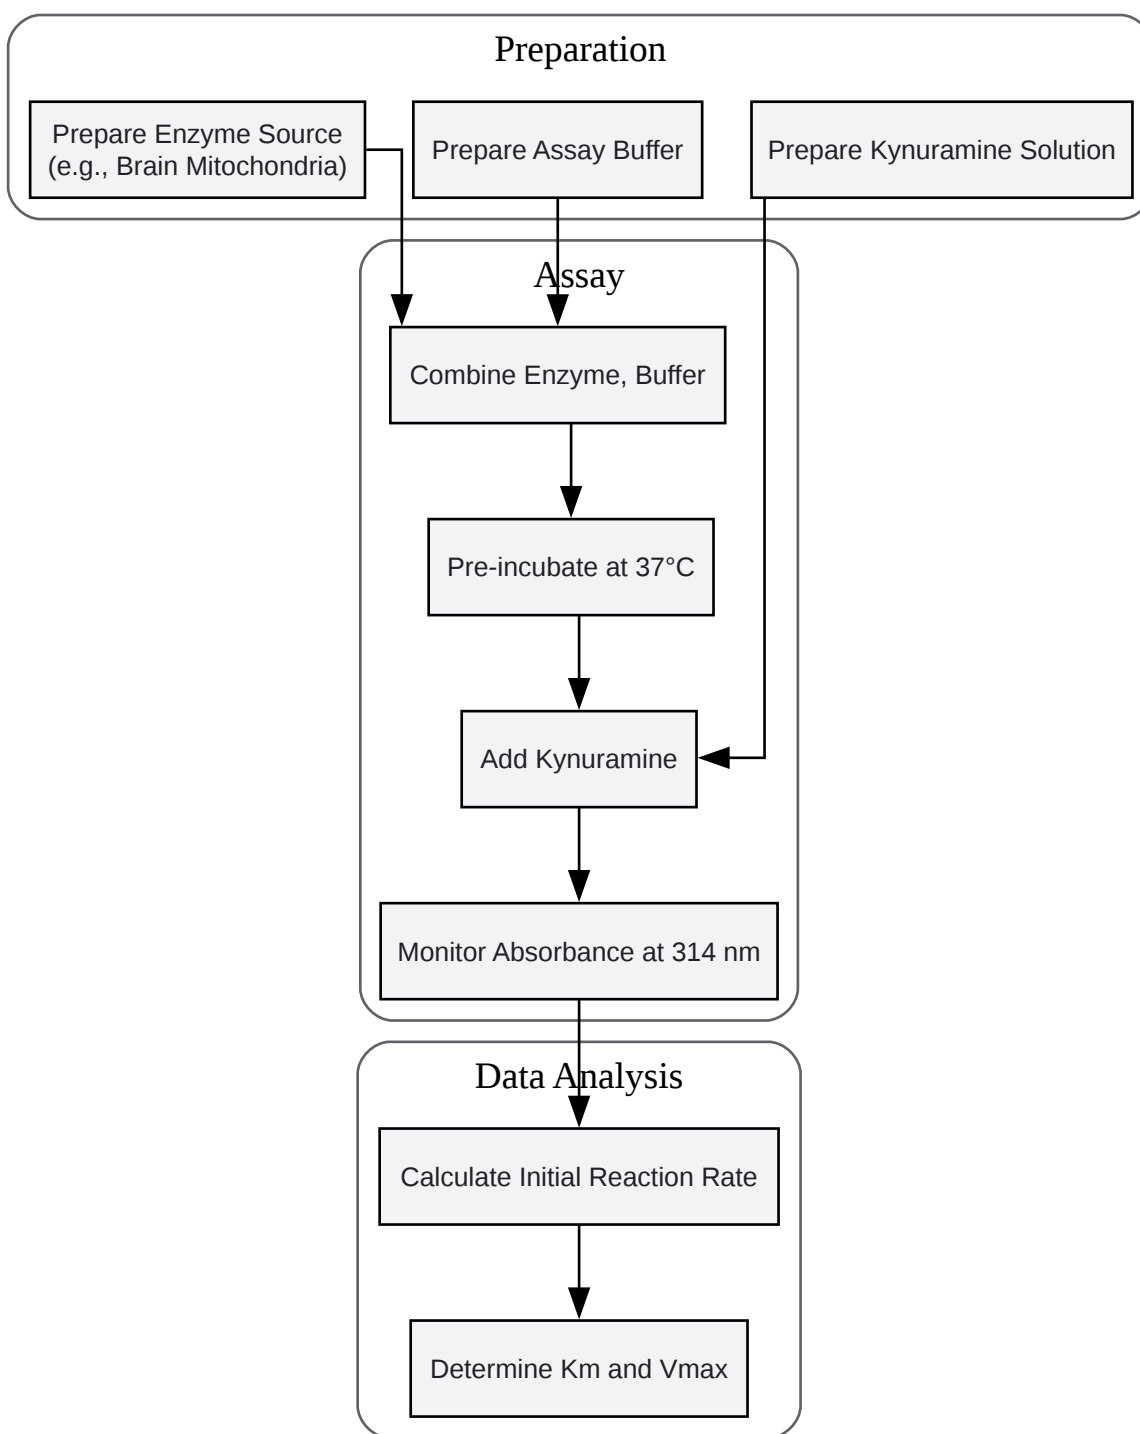 Preparation
Prepare Enzyme Source
(e.g., Brain Mitochondria)
Prepare Assay Buffer
Prepare Kynuramine Solution
Assay
Combine Enzyme, Buffer
Pre-incubate at 37°C
Add Kynuramine
Monitor Absorbance at 314 nm
Data Analysis
Calculate Initial Reaction Rate
Determine Km and Vmax